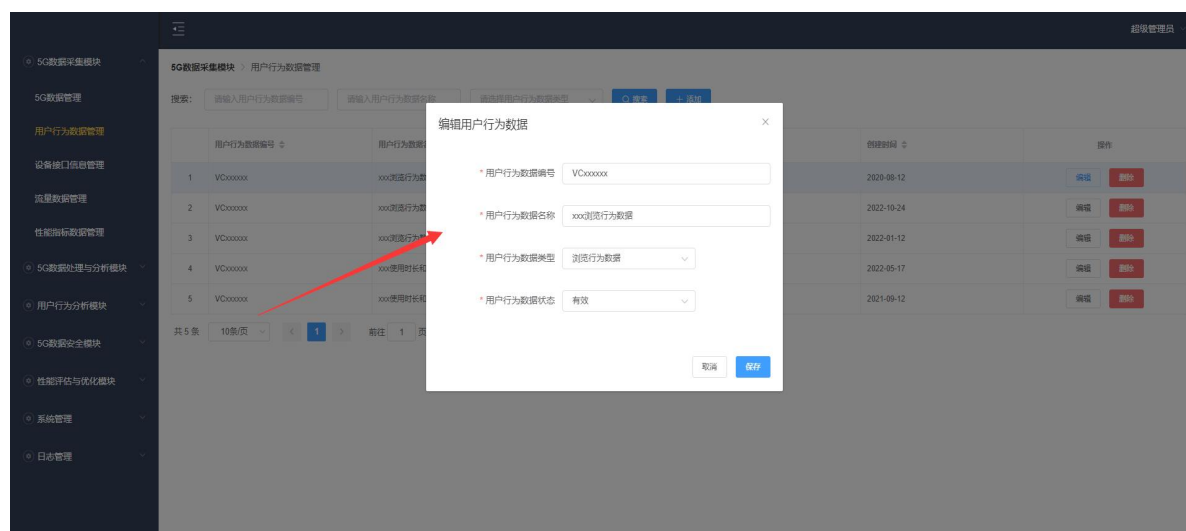 超级管理员
5G数据采集模块
5G数据管理
用户行为数据管理
设备接口信息管理
流量数据管理
性能指标数据管理
5G数据处理与分析模块
用户行为分析模块
5G数据安全模块
性能评估与优化模块
系统管理
日志管理
5G数据采集模块 > 用户行为数据管理
搜索: 请输入用户行为数据编号 请输入用户行为数据名称 请选择用户行为数据类型 搜索 + 添加
用户行为数据编号 用户行为数据 创建时间 操作
1 VCxxxxxx xxx浏览行为数 2020-08-12 编辑 删除
2 VCxxxxxx xxx浏览行为数 2022-10-24 编辑 删除
3 VCxxxxxx xxx浏览行为数 2022-01-12 编辑 删除
4 VCxxxxxx xxx使用时长和 2022-05-17 编辑 删除
5 VCxxxxxx xxx使用时长和 2021-09-12 编辑 删除
共 5 条 10条/页 < 1 > 前往 1 页
编辑用户行为数据 ×
* 用户行为数据编号 VCxxxxxx
* 用户行为数据名称 xxx浏览行为数据
* 用户行为数据类型 浏览行为数据
* 用户行为数据状态 有效
取消 保存